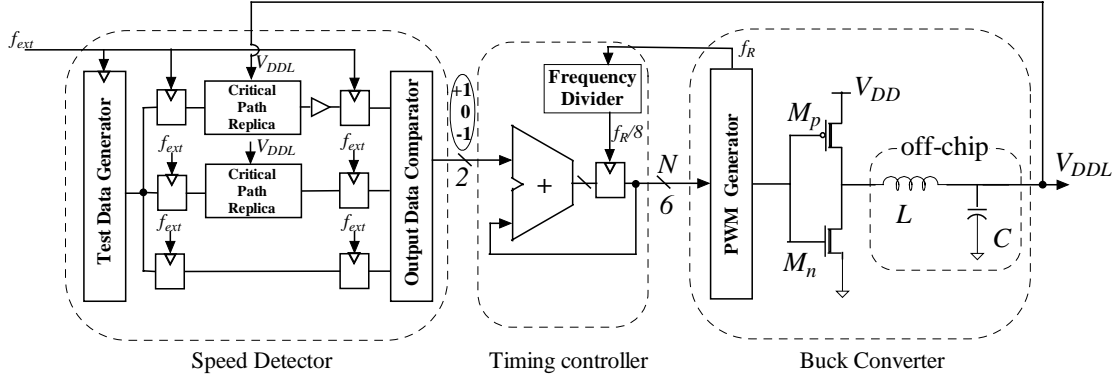 f_ext
Test Data Generator
V_DDL
Critical
Path
Replica
f_ext
V_DDL
Critical
Path
Replica
f_ext
f_ext
f_ext
Output Data Comparator
+1
0
-1
2
+
Frequency
Divider
f_R/8
f_R
N
6
PWM Generator
V_DD
M_p
M_n
off-chip
L
C
V_DDL
Speed Detector
Timing controller
Buck Converter